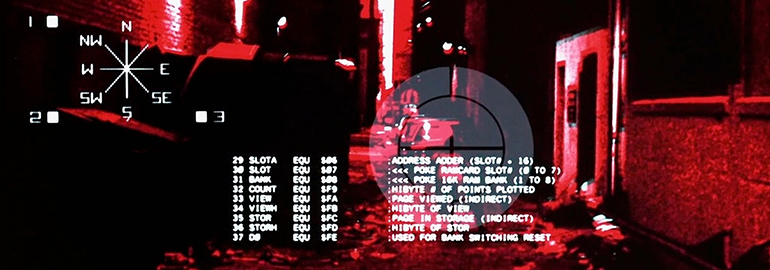 1
N
NW
W E
SW SE
S
2 3
29 SLOTA EQU $06 ;ADDRESS ADDER (SLOT# * 16)
30 SLOT EQU $07 ;<<< POKE RAMCARD SLOT# (0 TO 7)
31 BANK EQU $08 ;<<< POKE 16K RAM BANK (1 TO 8)
32 COUNT EQU $F9 ;HIBYTE # OF POINTS PLOTTED
33 VIEW EQU $FA ;PAGE VIEWED (INDIRECT)
34 VIEWH EQU $FB ;HIBYTE OF VIEW
35 STOR EQU $FC ;PAGE IN STORAGE (INDIRECT)
36 STORH EQU $FD ;HIBYTE OF STOR
37 DB EQU $FE ;USED FOR BANK SWITCHING RESET